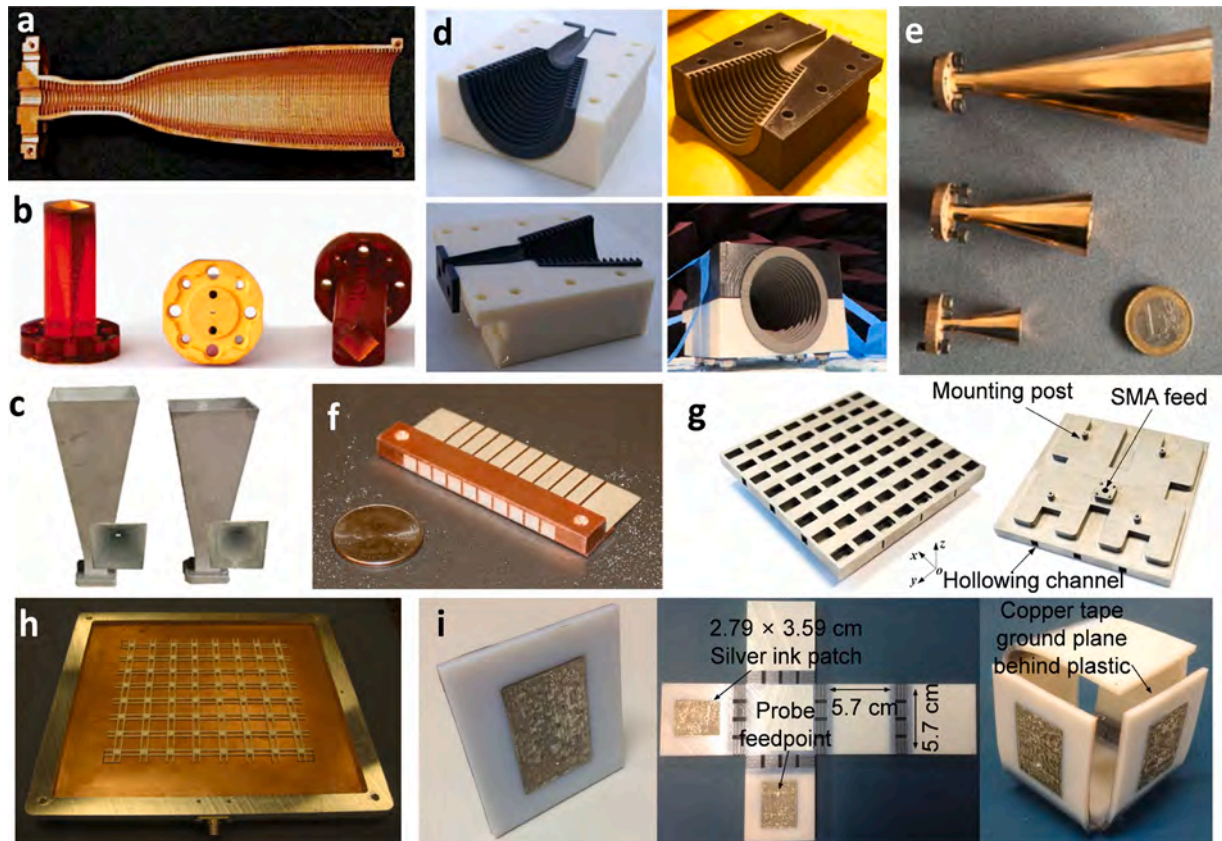 a
d
e
b
c
f
g
Mounting post
SMA feed
x
z
y
o
Hollowing channel
h
i
2.79 × 3.59 cm
Silver ink patch
Probe
feedpoint
5.7 cm
5.7 cm
Copper tape
ground plane
behind plastic